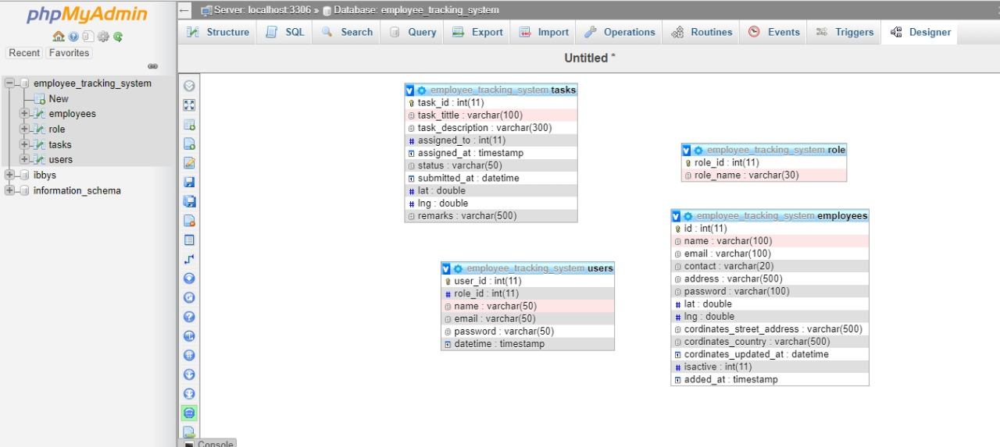 phpMyAdmin
Recent Favorites
employee_tracking_system
New
employees
role
tasks
users
ibbys
information_schema
Server: localhost:3306 » Database: employee_tracking_system
Structure SQL Search Query Export Import Operations Routines Events Triggers Designer
Untitled *
employee_tracking_system tasks
task_id : int(11)
task_tittle : varchar(100)
task_description : varchar(300)
assigned_to : int(11)
assigned_at : timestamp
status : varchar(50)
submitted_at : datetime
lat : double
lng : double
remarks : varchar(500)
employee_tracking_system role
role_id : int(11)
role_name : varchar(30)
employee_tracking_system users
user_id : int(11)
role_id : int(11)
name : varchar(50)
email : varchar(50)
password : varchar(50)
datetime : timestamp
employee_tracking_system employees
id : int(11)
name : varchar(100)
email : varchar(100)
contact : varchar(20)
address : varchar(500)
password : varchar(100)
lat : double
lng : double
cordinates_street_address : varchar(500)
cordinates_country : varchar(500)
cordinates_updated_at : datetime
isactive : int(11)
added_at : timestamp
Console